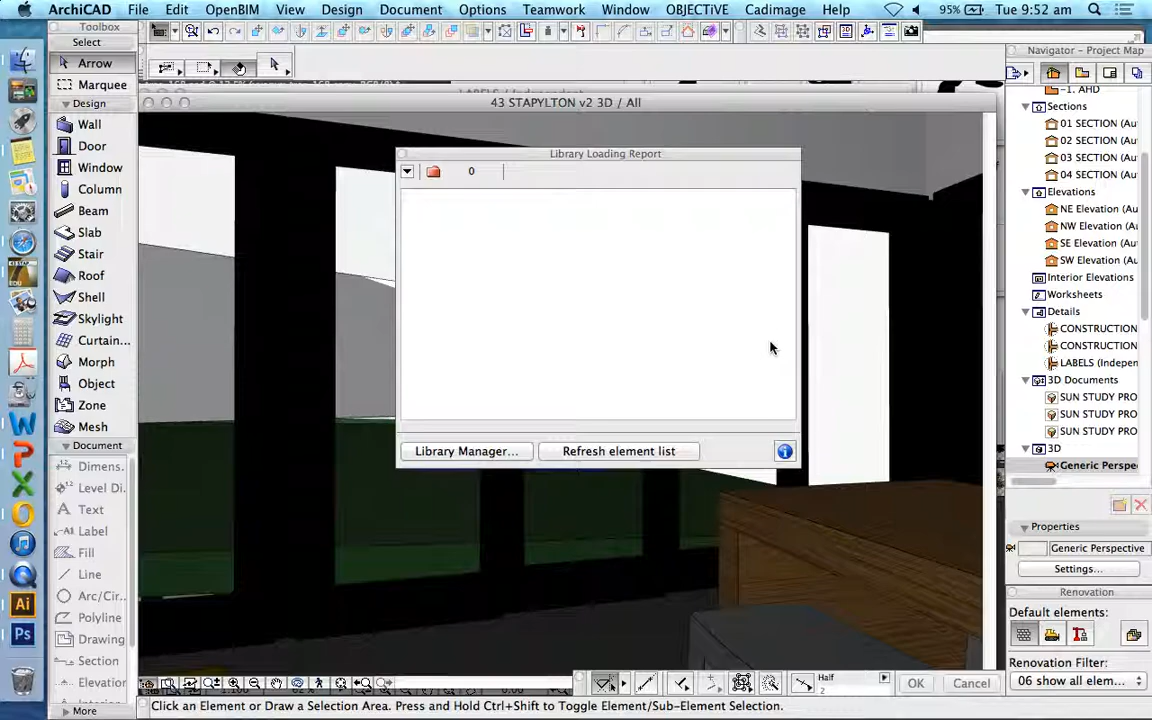 ArchiCAD File Edit OpenBIM View Design Document Options Teamwork Window OBJECTiVE Cadimage Help 95% Tue 9:52 am
Toolbox
Select
Arrow
Marquee
Design
Wall
Door
Window
Column
Beam
Slab
Stair
Roof
Shell
Skylight
Curtain...
Morph
Object
Zone
Mesh
Document
Dimens.
Level Di.
Text
Label
Fill
Line
Arc/Cir..
Polyline
Drawing
Section
Elevation
More
43 STAPYLTON v2 3D / All
Library Loading Report
0
Library Manager...
Refresh element list
Navigator - Project Map
-1. AHD
Sections
01 SECTION (Au
02 SECTION (Au
03 SECTION (Au
04 SECTION (Au
Elevations
NE Elevation (Au
NW Elevation (Au
SE Elevation (Au
SW Elevation (Au
Interior Elevations
Worksheets
Details
CONSTRUCTION
CONSTRUCTION
LABELS (Indepen
3D Documents
SUN STUDY PRO
SUN STUDY PRO
SUN STUDY PRO
3D
Generic Perspe
Properties
Generic Perspective
Settings...
Renovation
Default elements:
Renovation Filter:
06 show all elem...
Half
2
OK
Cancel
Click an Element or Draw a Selection Area. Press and Hold Ctrl+Shift to Toggle Element/Sub-Element Selection.